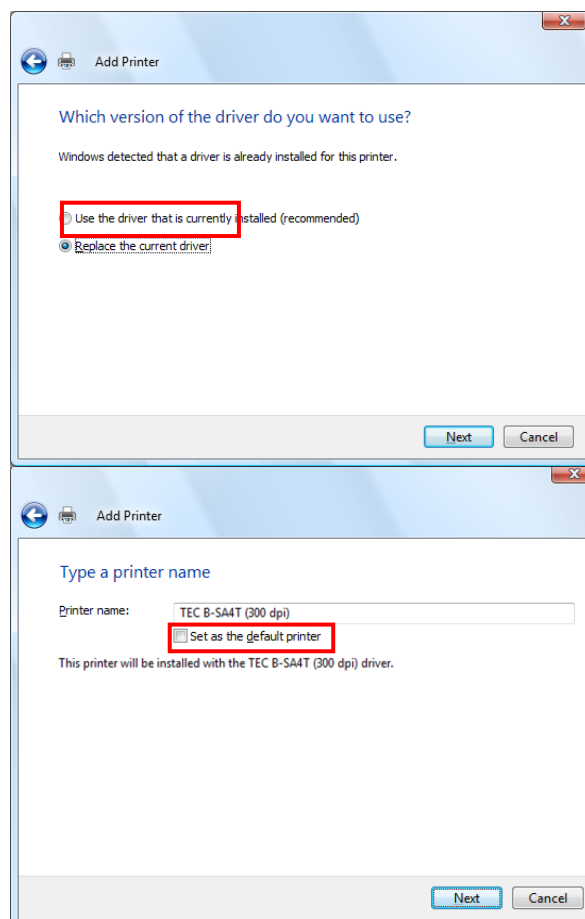 Add Printer
Which version of the driver do you want to use?
Windows detected that a driver is already installed for this printer.
Use the driver that is currently installed (recommended)
Replace the current driver
Next Cancel
Add Printer
Type a printer name
Printer name: TEC B-SA4T (300 dpi)
Set as the default printer
This printer will be installed with the TEC B-SA4T (300 dpi) driver.
Next Cancel